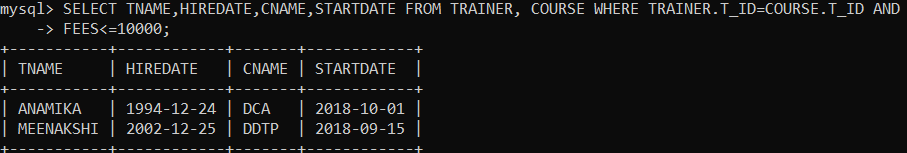 mysql> SELECT TNAME,HIREDATE,CNAME,STARTDATE FROM TRAINER, COURSE WHERE TRAINER.T_ID=COURSE.T_ID AND
    -> FEES<=10000;
+-----------+------------+-------+------------+
| TNAME     | HIREDATE   | CNAME | STARTDATE  |
+-----------+------------+-------+------------+
| ANAMIKA   | 1994-12-24 | DCA   | 2018-10-01 |
| MEENAKSHI | 2002-12-25 | DDTP  | 2018-09-15 |
+-----------+------------+-------+------------+